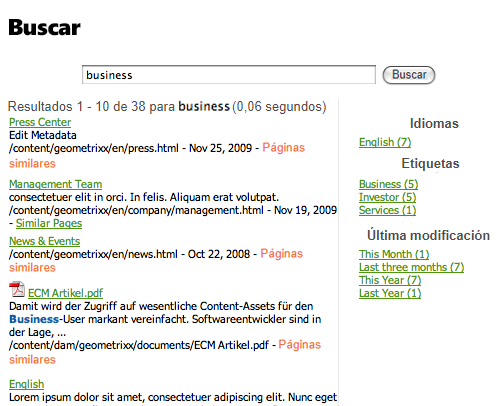 Buscar
business
Buscar
Resultados 1 - 10 de 38 para business (0,06 segundos)
Press Center
Edit Metadata
/content/geometrixx/en/press.html - Nov 25, 2009 - Páginas
similares
Management Team
consectetuer elit in orci. In felis. Aliquam erat volutpat.
/content/geometrixx/en/company/management.html - Nov 19, 2009
- Similar Pages
News & Events
/content/geometrixx/en/news.html - Oct 22, 2008 - Páginas
similares
ECM Artikel.pdf
Damit wird der Zugriff auf wesentliche Content-Assets für den
Business-User markant vereinfacht. Softwareentwickler sind in
der Lage, ...
/content/dam/geometrixx/documents/ECM Artikel.pdf - Páginas
similares
English
Lorem ipsum dolor sit amet, consectetuer adipiscing elit. Nunc eget
Idiomas
English (7)
Etiquetas
Business (5)
Investor (5)
Services (1)
Última modificación
This Month (1)
Last three months (7)
This Year (7)
Last Year (1)